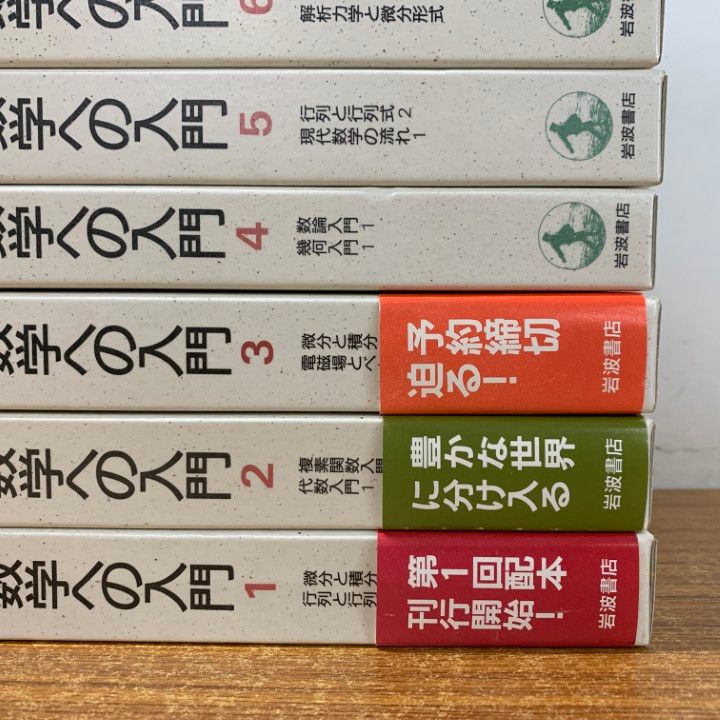 数学への入門
6
解析力学と微分形式
岩波書店
数学への入門
5
行列と行列式2
現代数学の流れ1
岩波書店
数学への入門
4
数論入門1
幾何入門1
岩波書店
数学への入門
3
微分と積分
電磁場とベ
予約締切
迫る!
岩波書店
数学への入門
2
複素関数入門
代数入門1
豊かな世界
に分け入る
岩波書店
数学への入門
1
微分と積分
行列と行列
第1回配本
刊行開始!
岩波書店